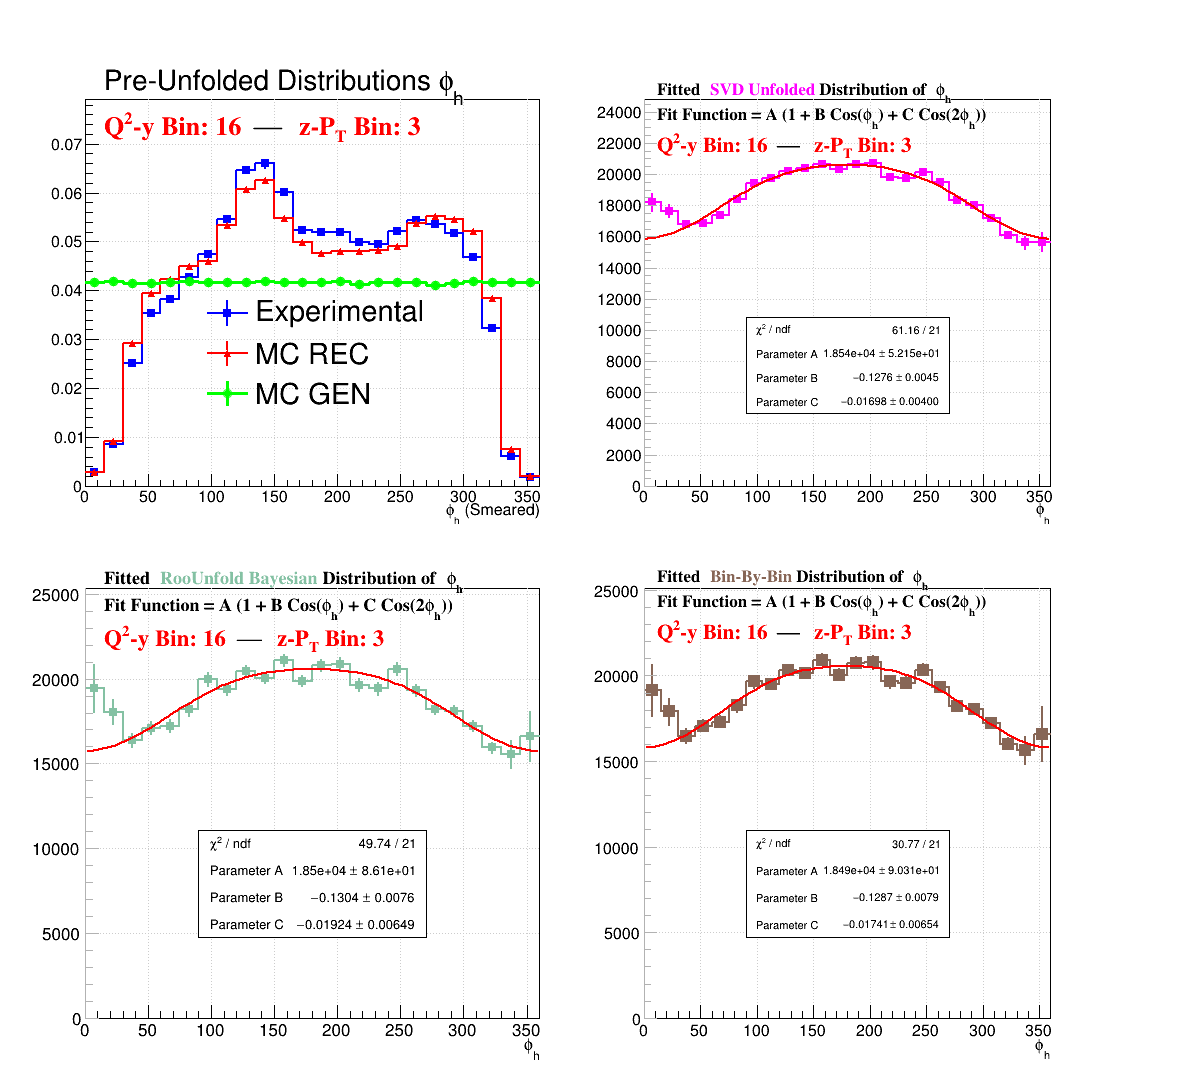 Pre-Unfolded Distributions ϕh
Q²-y Bin: 16 — z-PT Bin: 3
0.07
0.06
0.05
0.04
0.03
0.02
0.01
0
Experimental
MC REC
MC GEN
0 50 100 150 200 250 300
ϕh (Smeared)
Fitted SVD Unfolded Distribution of ϕh
Fit Function = A (1 + B Cos(ϕh) + C Cos(2ϕh))
Q²-y Bin: 16 — z-PT Bin: 3
24000
22000
20000
18000
16000
14000
12000
10000
8000
6000
4000
2000
0
χ² / ndf 61.16 / 21
Parameter A 1.854e+04 ± 5.215e+01
Parameter B −0.1276 ± 0.0045
Parameter C −0.01698 ± 0.00400
0 50 100 150 200 250 300 350
ϕh
Fitted RooUnfold Bayesian Distribution of ϕh
Fit Function = A (1 + B Cos(ϕh) + C Cos(2ϕh))
Q²-y Bin: 16 — z-PT Bin: 3
25000
20000
15000
10000
5000
0
χ² / ndf 49.74 / 21
Parameter A 1.85e+04 ± 8.61e+01
Parameter B −0.1304 ± 0.0076
Parameter C −0.01924 ± 0.00649
0 50 100 150 200 250 300 350
ϕh
Fitted Bin-By-Bin Distribution of ϕh
Fit Function = A (1 + B Cos(ϕh) + C Cos(2ϕh))
Q²-y Bin: 16 — z-PT Bin: 3
25000
20000
15000
10000
5000
0
χ² / ndf 30.77 / 21
Parameter A 1.849e+04 ± 9.031e+01
Parameter B −0.1287 ± 0.0079
Parameter C −0.01741 ± 0.00654
0 50 100 150 200 250 300 350
ϕh